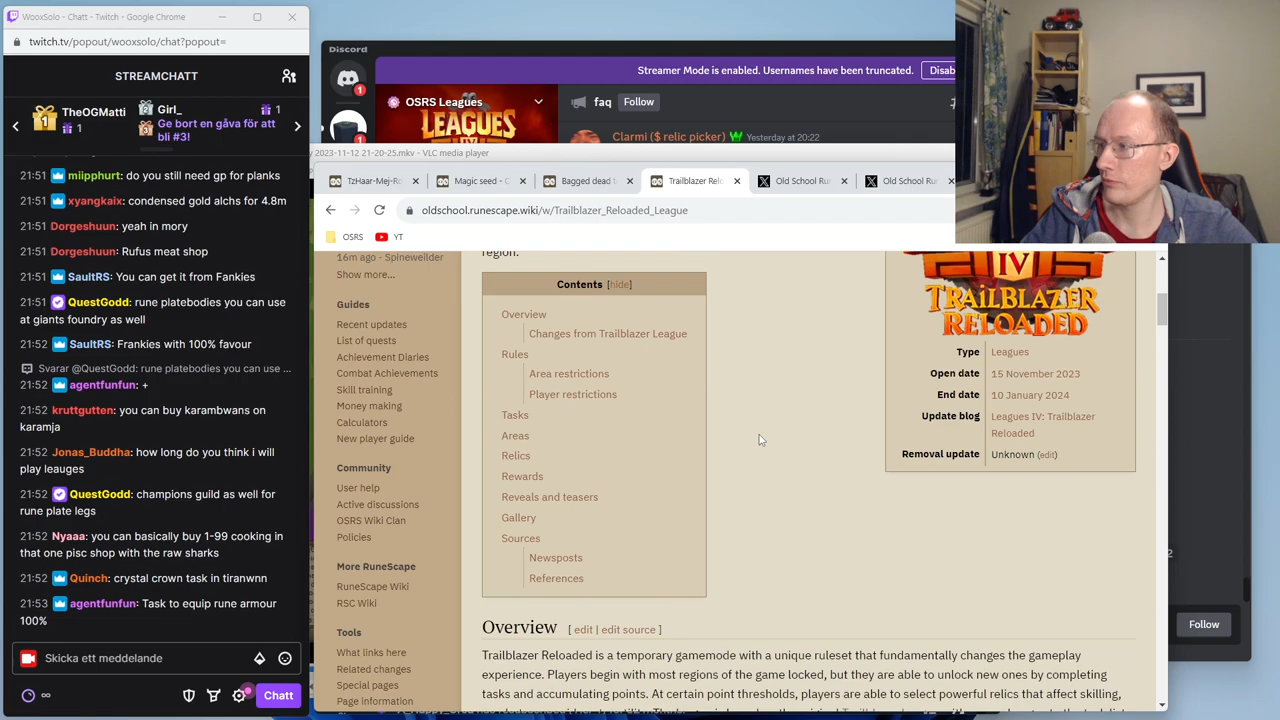 WooxSolo - Chatt - Twitch - Google Chrome
twitch.tv/popout/wooxsolo/chat?popout=
STREAMCHATT
TheOGMatti
1
Girl_
1
Ge bort en gåva för att
bli #3!
21:51 miipphurt: do you still need gp for planks
21:51 xyangkaix: condensed gold alchs for 4.8m
21:51 Dorgeshuun: yeah in mory
21:51 Dorgeshuun: Rufus meat shop
21:51 SaultRS: You can get it from Fankies
21:51 QuestGodd: rune platebodies you can use
at giants foundry as well
21:52 SaultRS: Frankies with 100% favour
Svarar @QuestGodd: rune platebodies you can use ...
21:52 agentfunfun: +
21:52 kruttgutten: you can buy karambwans on
karamja
21:52 Jonas_Buddha: how long do you think i will
play leauges
21:52 QuestGodd: champions guild as well for
rune plate legs
21:52 Nyaaa: you can basically buy 1-99 cooking in
that one pisc shop with the raw sharks
21:52 Quinch: crystal crown task in tiranwnn
21:53 agentfunfun: Task to equip rune armour
100%
Skicka ett meddelande
∞
Chatt
Discord
Streamer Mode is enabled. Usernames have been truncated.
Disab
OSRS Leagues
LEAGUES
faq
Follow
Clarmi ($ relic picker) Yesterday at 20:22
2023-11-12 21-20-25.mkv - VLC media player
TzHaar-Mej-Ro
Magic seed - C
Bagged dead t
Trailblazer Relo
Old School Run
Old School Run
oldschool.runescape.wiki/w/Trailblazer_Reloaded_League
OSRS
YT
16m ago - Spineweilder
Show more...
Guides
Recent updates
List of quests
Achievement Diaries
Combat Achievements
Skill training
Money making
Calculators
New player guide
Community
User help
Active discussions
OSRS Wiki Clan
Policies
More RuneScape
RuneScape Wiki
RSC Wiki
Tools
What links here
Related changes
Special pages
Page information
region.
Contents [hide]
Overview
Changes from Trailblazer League
Rules
Area restrictions
Player restrictions
Tasks
Areas
Relics
Rewards
Reveals and teasers
Gallery
Sources
Newsposts
References
IV
TRAILBLAZER
RELOADED
Type Leagues
Open date 15 November 2023
End date 10 January 2024
Update blog Leagues IV: Trailblazer
Reloaded
Removal update Unknown (edit)
Overview [ edit | edit source ]
Trailblazer Reloaded is a temporary gamemode with a unique ruleset that fundamentally changes the gameplay
experience. Players begin with most regions of the game locked, but they are able to unlock new ones by completing
tasks and accumulating points. At certain point thresholds, players are able to select powerful relics that affect skilling,
Follow